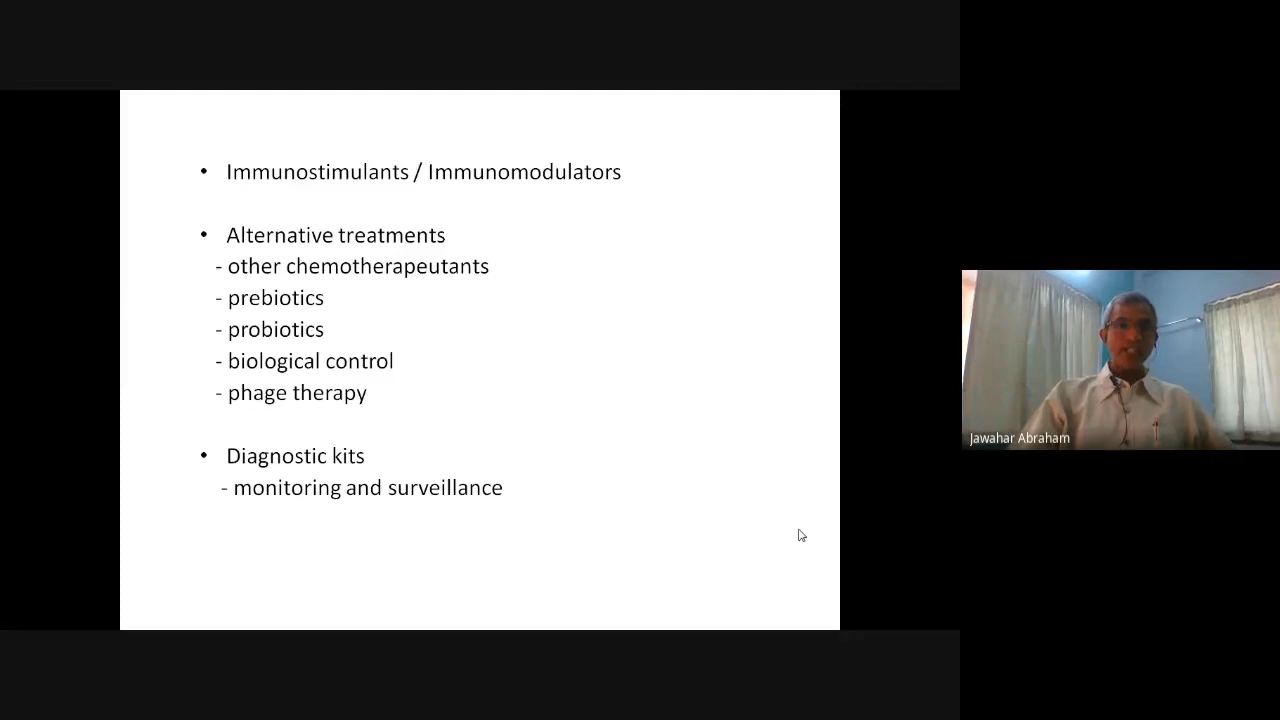 • Immunostimulants / Immunomodulators
• Alternative treatments
- other chemotherapeutants
- prebiotics
- probiotics
- biological control
- phage therapy
• Diagnostic kits
- monitoring and surveillance
Jawahar Abraham